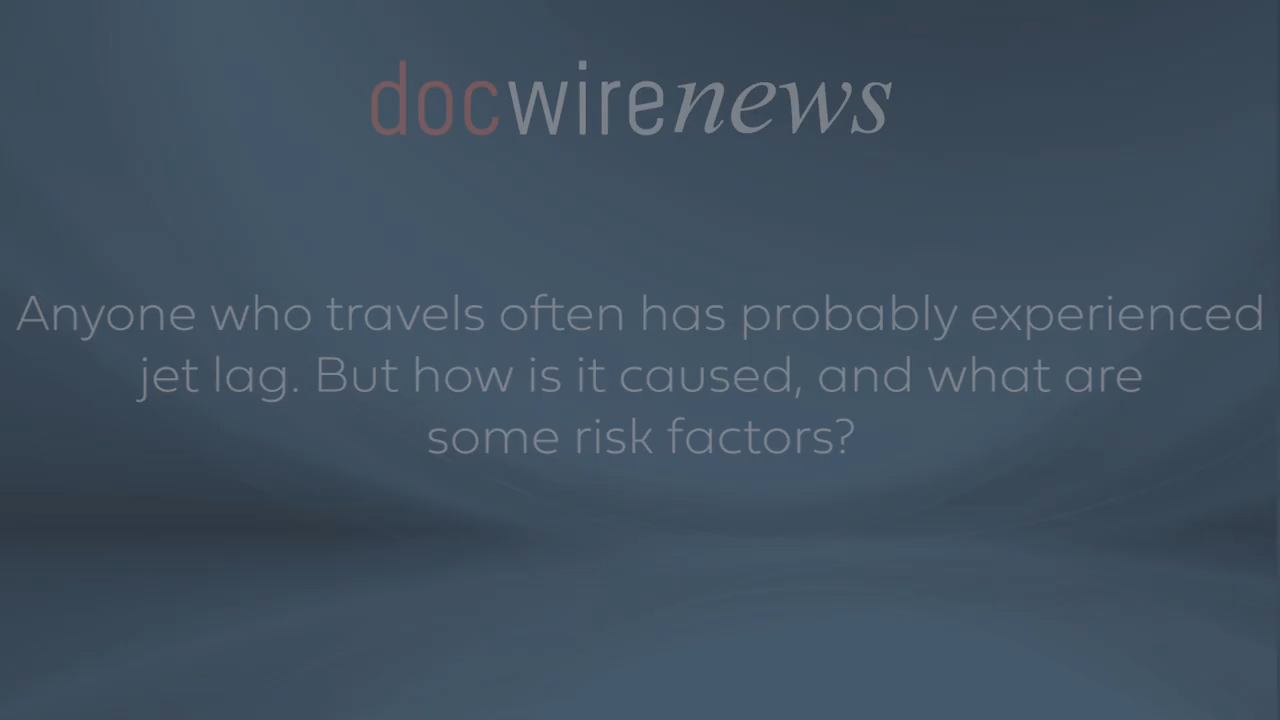 docwirenews
Anyone who travels often has probably experienced
jet lag. But how is it caused, and what are
some risk factors?